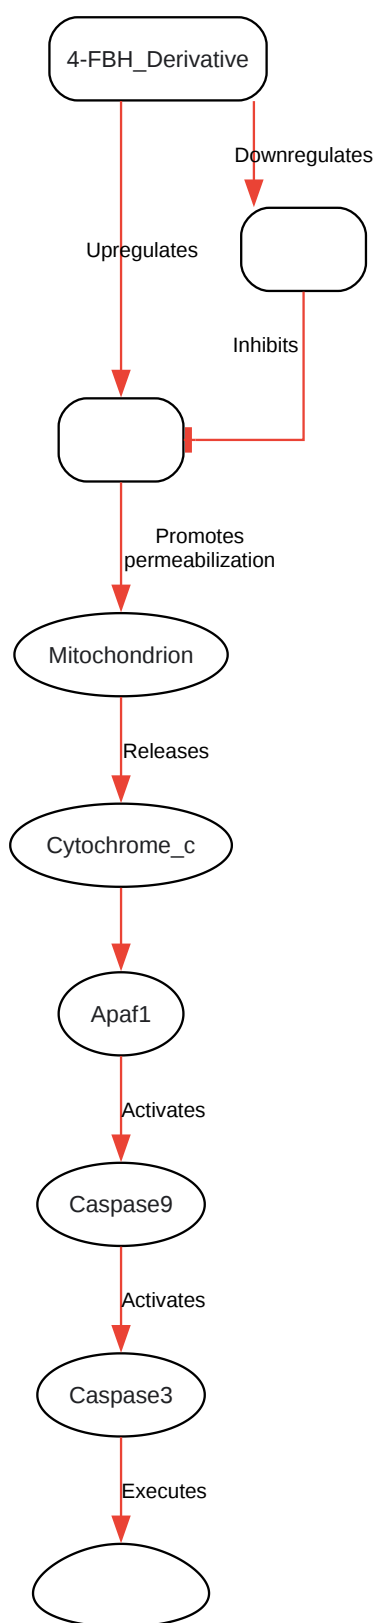 4-FBH_Derivative
Downregulates
Upregulates
Inhibits
Promotes
permeabilization
Mitochondrion
Releases
Cytochrome_c
Apaf1
Activates
Caspase9
Activates
Caspase3
Executes